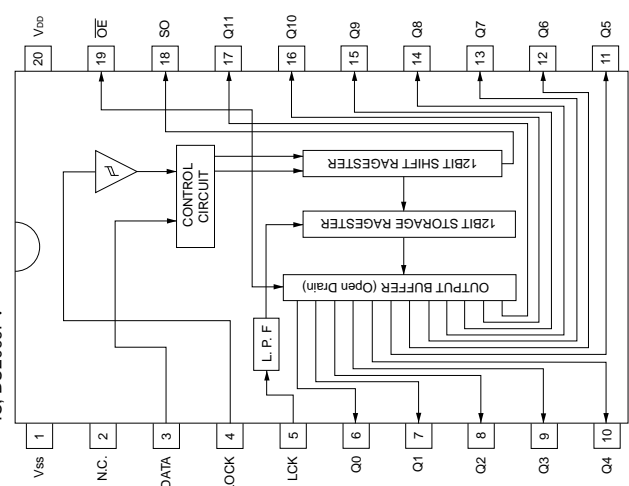 VDD
OE
SO
Q11
Q10
Q9
Q8
Q7
Q6
Q5
20
19
18
17
16
15
14
13
12
11
CONTROL
CIRCUIT
12BIT SHIFT RAGESTER
12BIT STORAGE RAGESTER
OUTPUT BUFFER (Open Drain)
L. P. F
1
2
3
4
5
6
7
8
9
10
Vss
N.C.
DATA
LCK
Q0
Q1
Q2
Q3
Q4